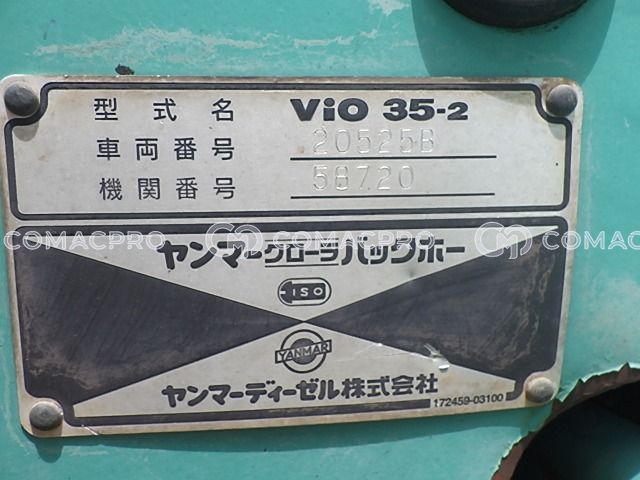 型式名 ViO 35-2
車両番号 20525B
機関番号 58720
COMACPRO COMACPRO COMACPRO
ヤンマークローラバックホー
ISO
YANMAR
ヤンマーディーゼル株式会社
172459-03100